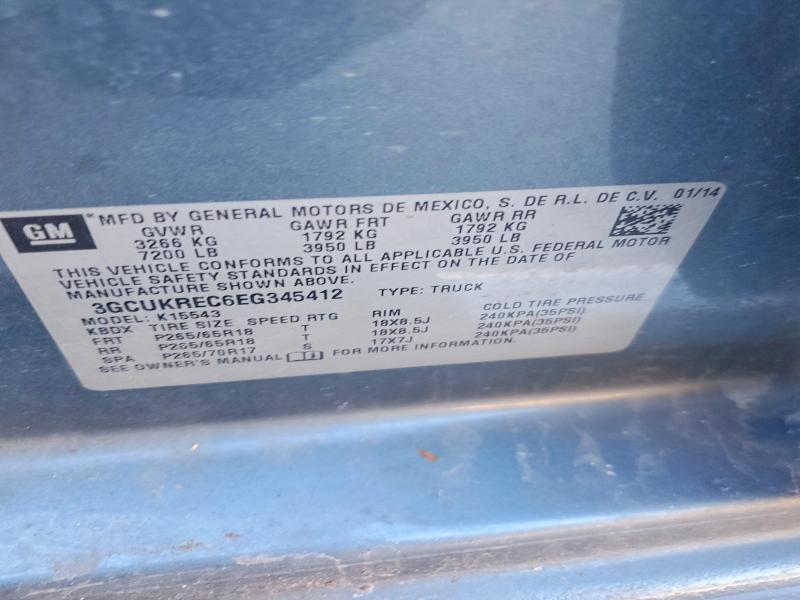 GM
*MFD BY GENERAL MOTORS DE MEXICO, S. DE R.L. DE C.V. 01/14
GVWR GAWR FRT GAWR RR
3266 KG 1792 KG 1792 KG
7200 LB 3950 LB 3950 LB
THIS VEHICLE CONFORMS TO ALL APPLICABLE U.S. FEDERAL MOTOR
VEHICLE SAFETY STANDARDS IN EFFECT ON THE DATE OF
MANUFACTURE SHOWN ABOVE.
3GCUKREC6EG345412 TYPE: TRUCK
MODEL: K15543
KBDX TIRE SIZE SPEED RTG RIM COLD TIRE PRESSURE
FRT P265/65R18 T 18X8.5J 240KPA(35PSI)
RR P265/65R18 T 18X8.5J 240KPA(35PSI)
SPA P265/70R17 S 17X7J 240KPA(35PSI)
SEE OWNER'S MANUAL FOR MORE INFORMATION.